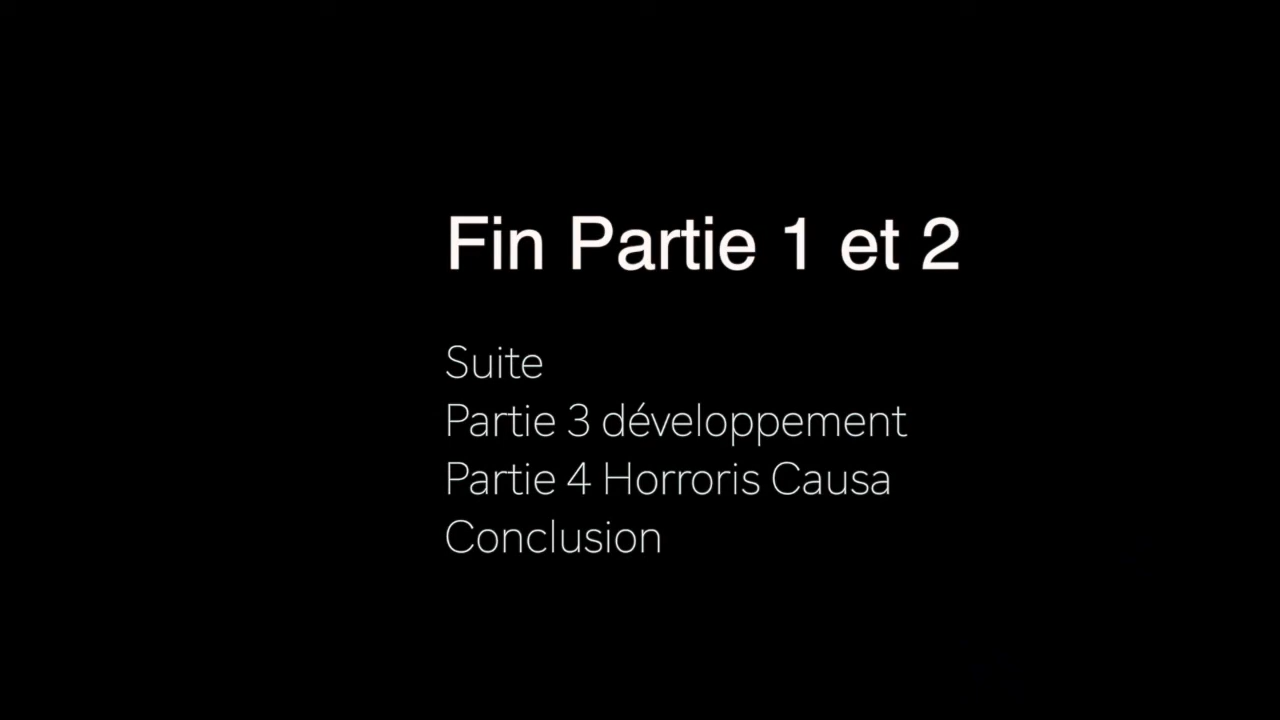 Fin Partie 1 et 2
Suite
Partie 3 développement
Partie 4 Horroris Causa
Conclusion